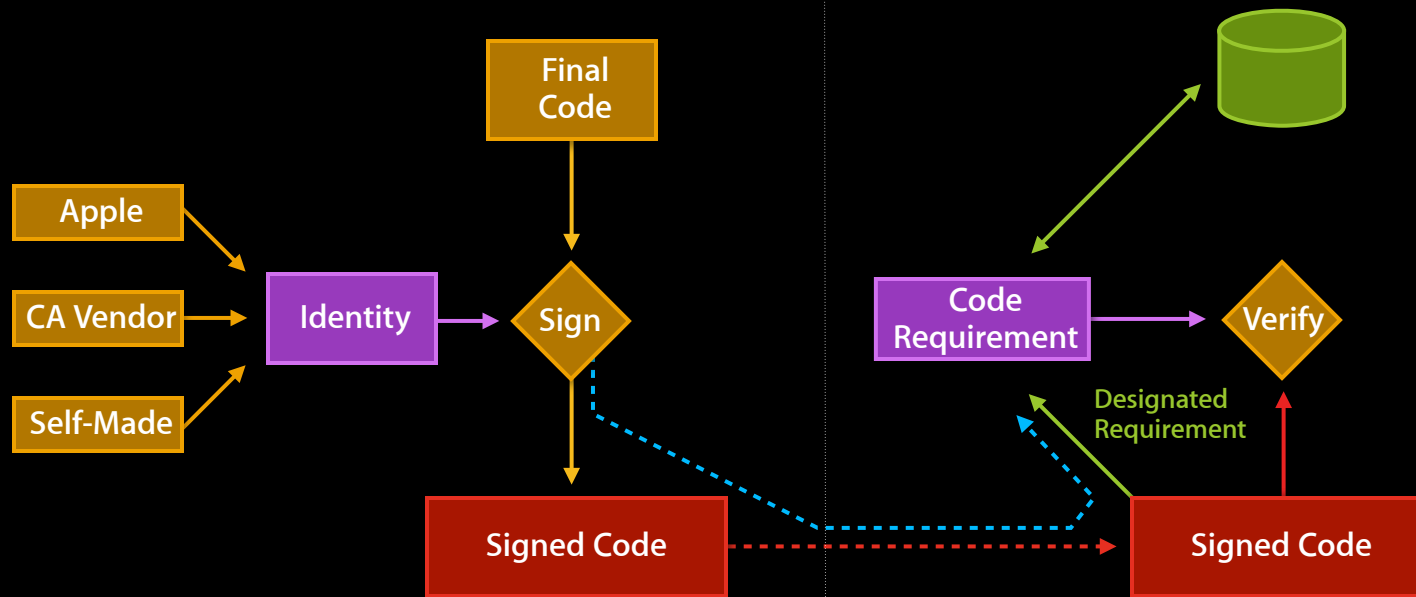 Final
Code
Apple
CA Vendor
Self-Made
Identity
Sign
Signed Code
Code
Requirement
Verify
Designated
Requirement
Signed Code